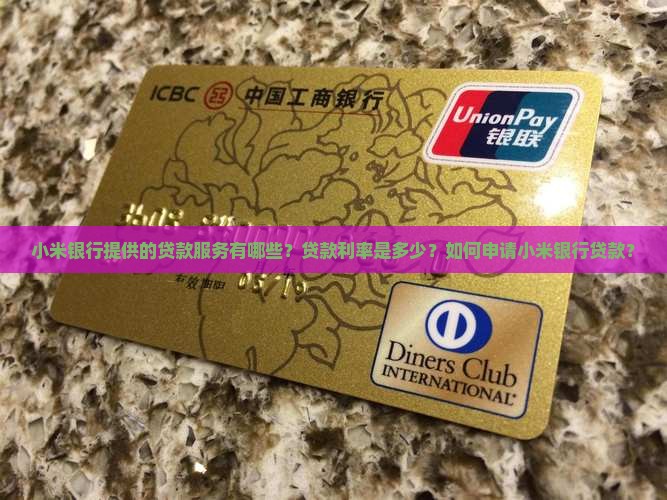 ICBC 中国工商银行
UnionPay
银联
小米银行提供的贷款服务有哪些？贷款利率是多少？如何申请小米银行贷款？
Diners Club
INTERNATIONAL